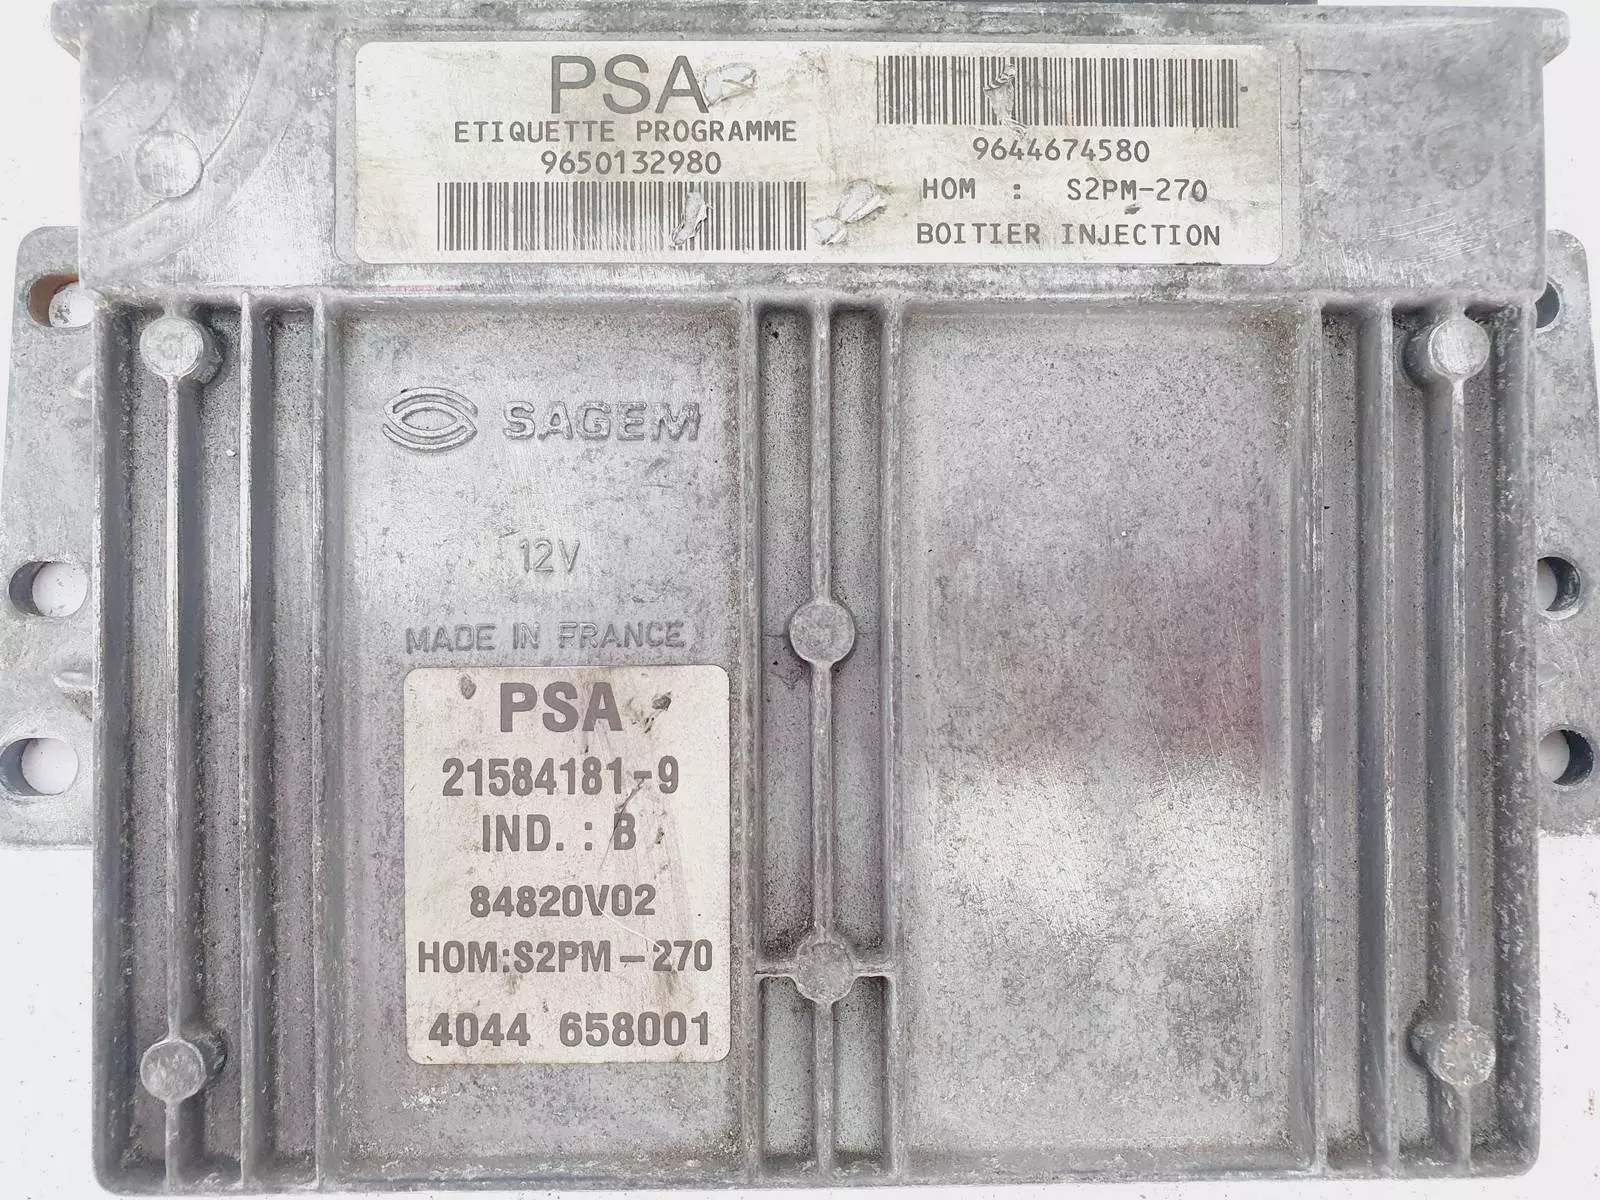 PSA
ETIQUETTE PROGRAMME
9650132980
9644674580
HOM : S2PM-270
BOITIER INJECTION
SAGEM
12V
MADE IN FRANCE
PSA
21584181-9
IND. : B
84820V02
HOM:S2PM-270
4044 658001